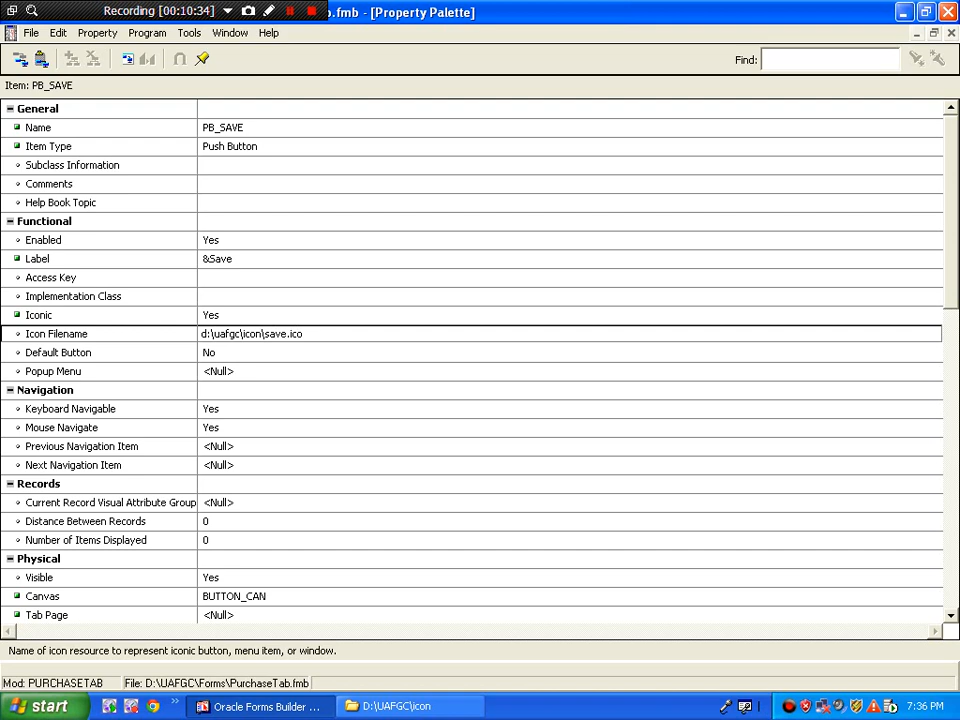 Recording [00:10:34] b.fmb - [Property Palette]
File Edit Property Program Tools Window Help
Find:
Item: PB_SAVE
General
Name PB_SAVE
Item Type Push Button
Subclass Information
Comments
Help Book Topic
Functional
Enabled Yes
Label &Save
Access Key
Implementation Class
Iconic Yes
Icon Filename d:\uafgc\icon\save.ico
Default Button No
Popup Menu <Null>
Navigation
Keyboard Navigable Yes
Mouse Navigate Yes
Previous Navigation Item <Null>
Next Navigation Item <Null>
Records
Current Record Visual Attribute Group <Null>
Distance Between Records 0
Number of Items Displayed 0
Physical
Visible Yes
Canvas BUTTON_CAN
Tab Page <Null>
Name of icon resource to represent iconic button, menu item, or window.
Mod: PURCHASETAB File: D:\UAFGC\Forms\PurchaseTab.fmb
start Oracle Forms Builder ... D:\UAFGC\icon 7:36 PM